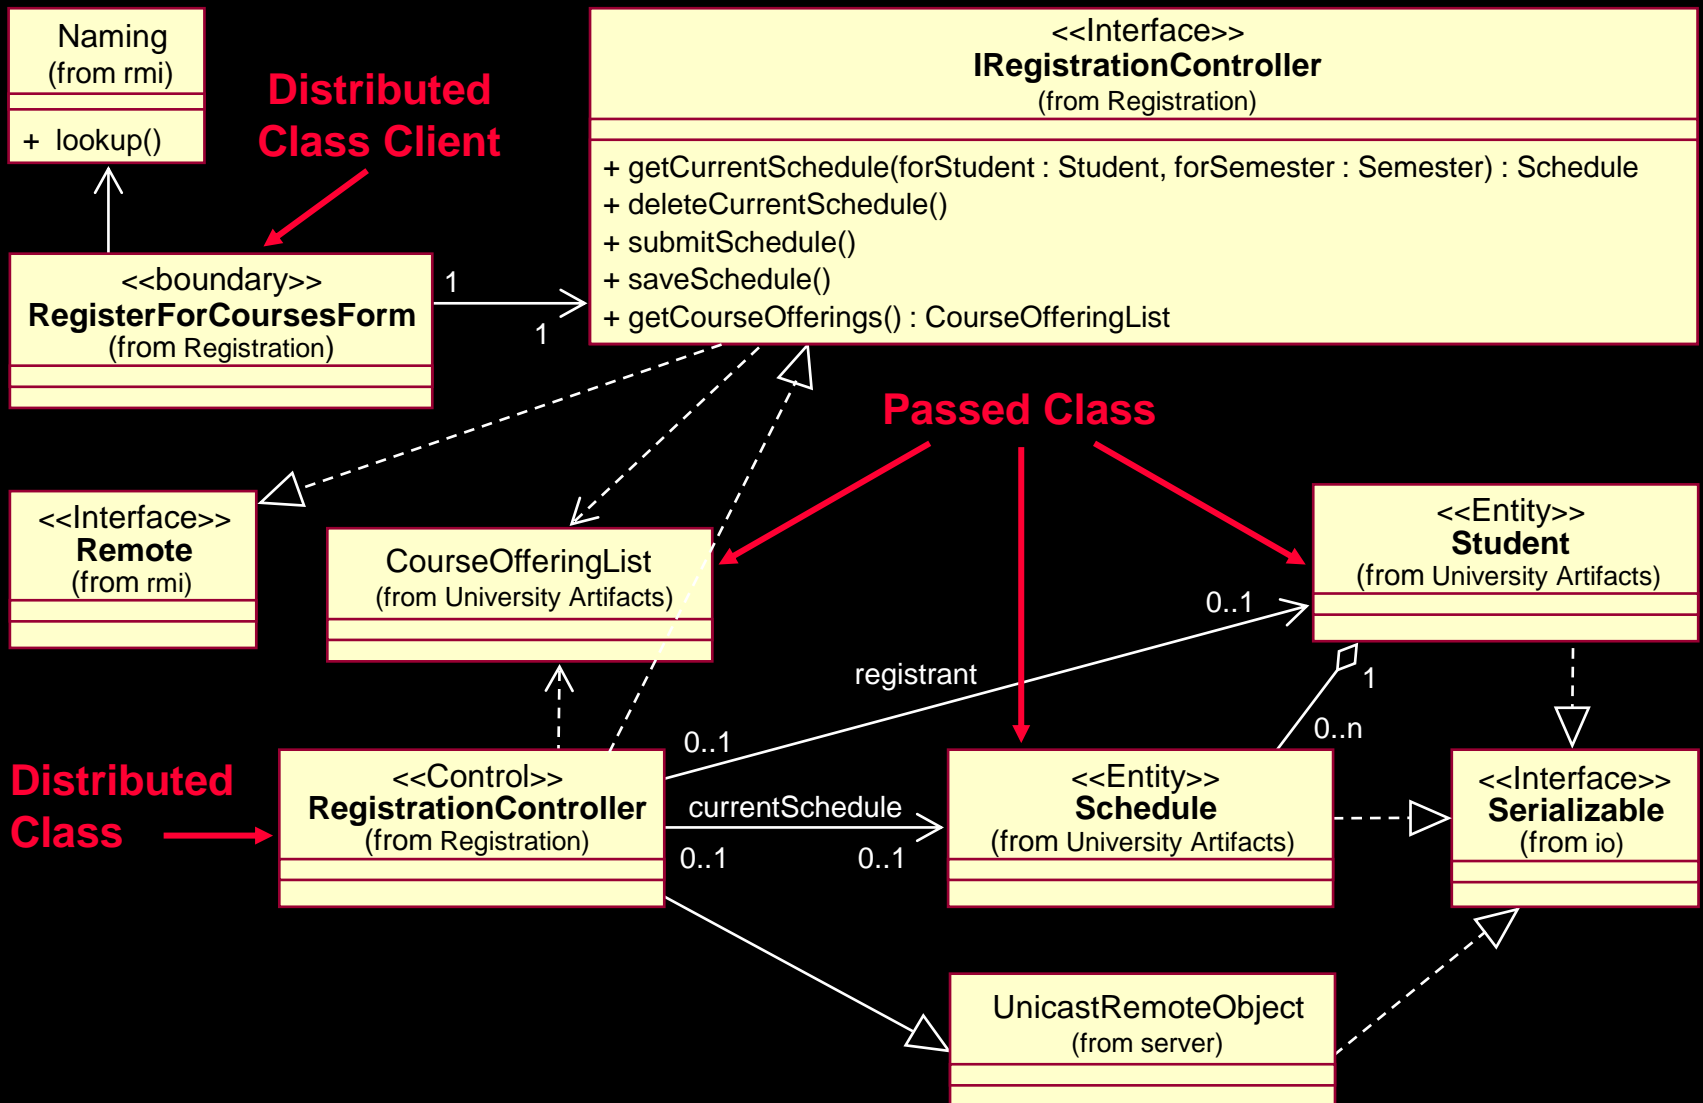 Naming
(from rmi)
+ lookup()
Distributed
Class Client
<<Interface>>
IRegistrationController
(from Registration)
+ getCurrentSchedule(forStudent : Student, forSemester : Semester) : Schedule
+ deleteCurrentSchedule()
+ submitSchedule()
+ saveSchedule()
+ getCourseOfferings() : CourseOfferingList
<<boundary>>
RegisterForCoursesForm
(from Registration)
1
1
Passed Class
<<Interface>>
Remote
(from rmi)
CourseOfferingList
(from University Artifacts)
<<Entity>>
Student
(from University Artifacts)
0..1
registrant
1
0..n
0..1
Distributed
Class
<<Control>>
RegistrationController
(from Registration)
currentSchedule
0..1
0..1
<<Entity>>
Schedule
(from University Artifacts)
<<Interface>>
Serializable
(from io)
UnicastRemoteObject
(from server)